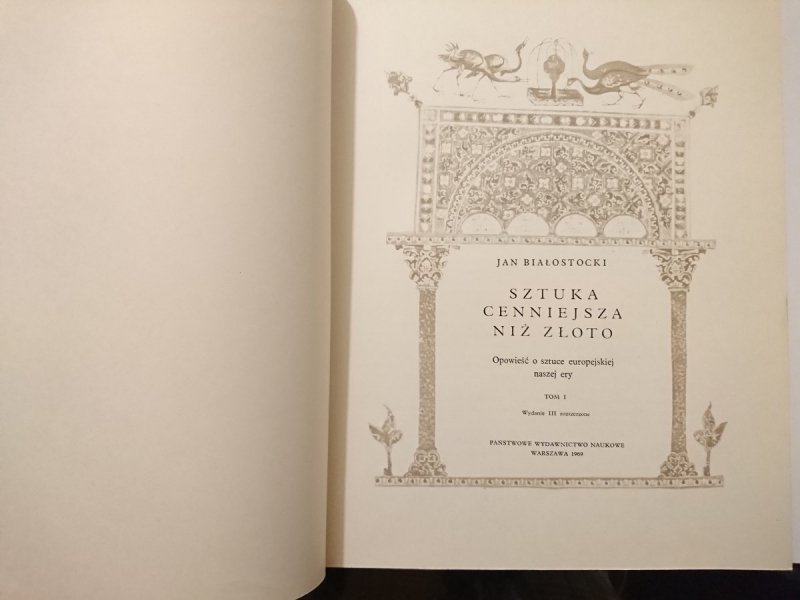 JAN BIAŁOSTOCKI
SZTUKA
CENNIEJSZA
NIŻ ZŁOTO
Opowieść o sztuce europejskiej
naszej ery
TOM I
Wydanie III rozszerzone
PAŃSTWOWE WYDAWNICTWO NAUKOWE
WARSZAWA 1969